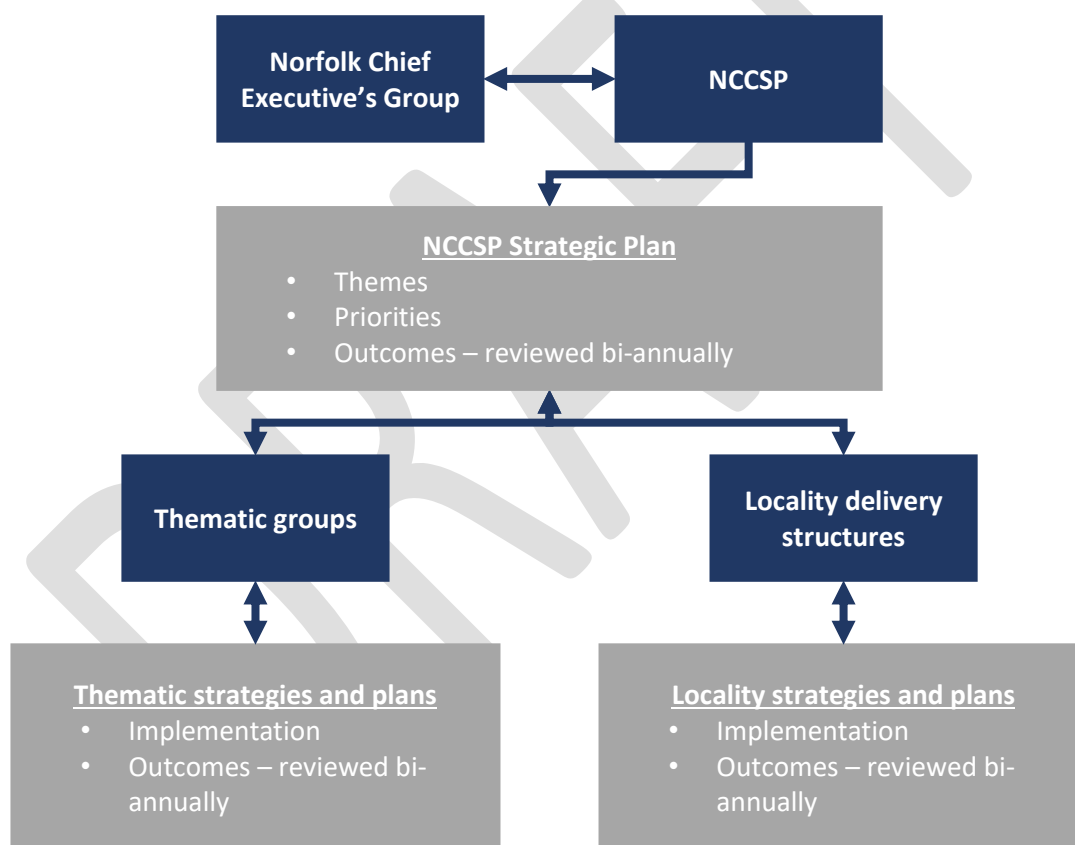 Norfolk Chief
Executive's Group
NCCSP
NCCSP Strategic Plan
• Themes
• Priorities
• Outcomes – reviewed bi-annually
Thematic groups
Locality delivery
structures
Thematic strategies and plans
• Implementation
• Outcomes – reviewed bi-
annually
Locality strategies and plans
• Implementation
• Outcomes – reviewed bi-
annually
DRAFT